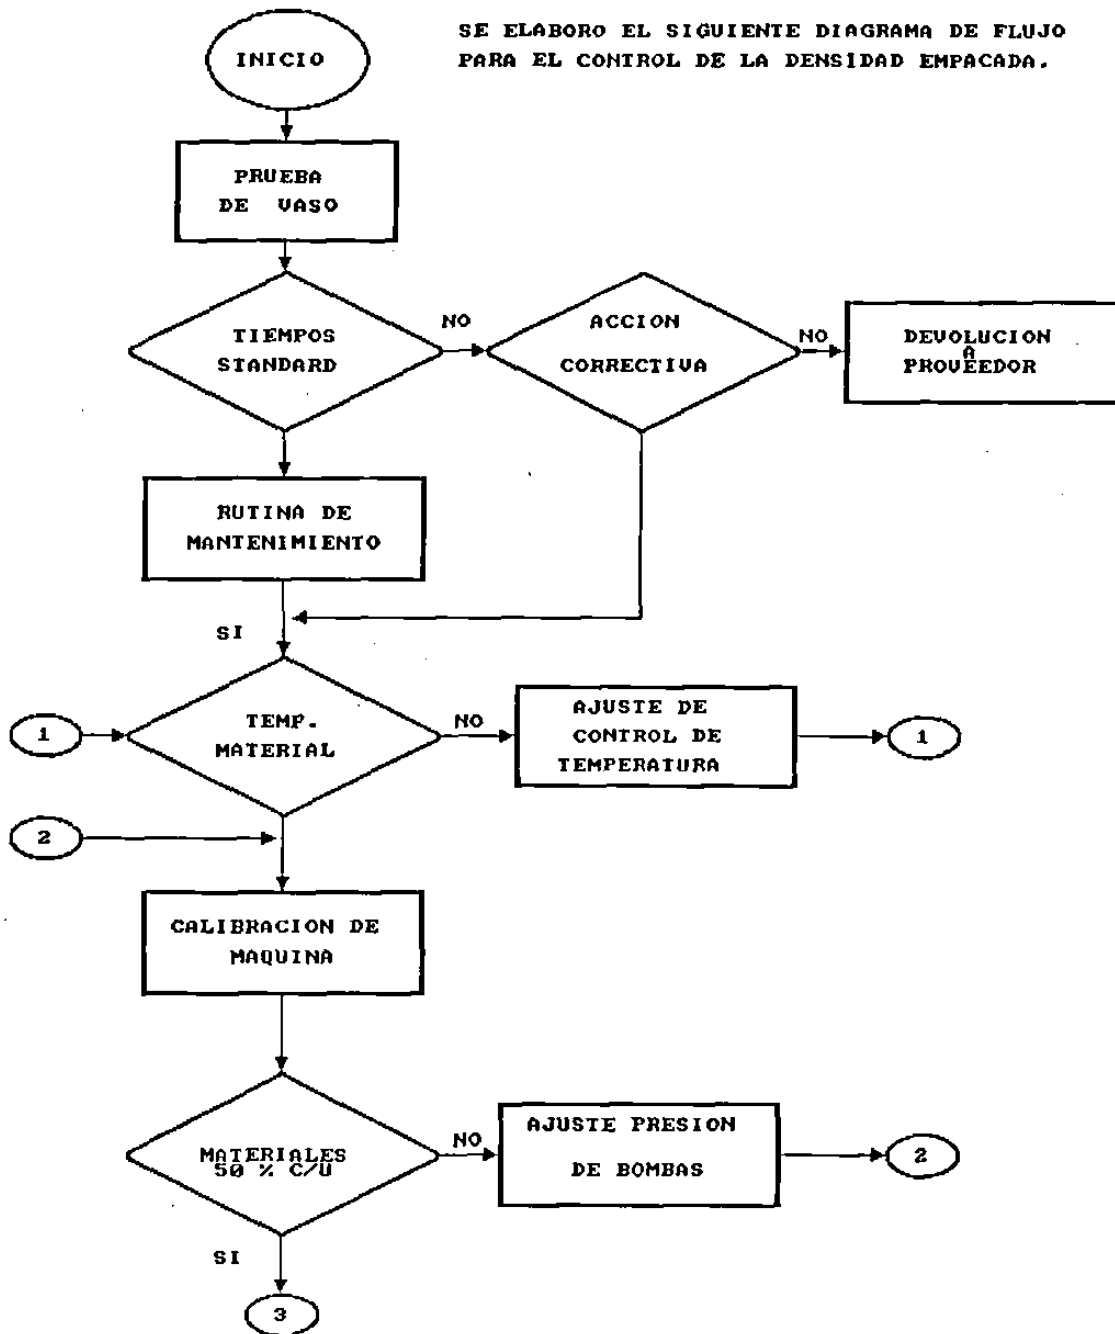 SE ELABORO EL SIGUIENTE DIAGRAMA DE FLUJO
PARA EL CONTROL DE LA DENSIDAD EMPACADA.
INICIO
PRUEBA
DE VASO
TIEMPOS
STANDARD
NO
ACCION
CORRECTIVA
NO
DEVOLUCION
A
PROVEEDOR
RUTINA DE
MANTENIMIENTO
SI
1
TEMP.
MATERIAL
NO
AJUSTE DE
CONTROL DE
TEMPERATURA
1
2
CALIBRACION DE
MAQUINA
MATERIALES
50 % C/U
NO
AJUSTE PRESION
DE BOMBAS
2
SI
3